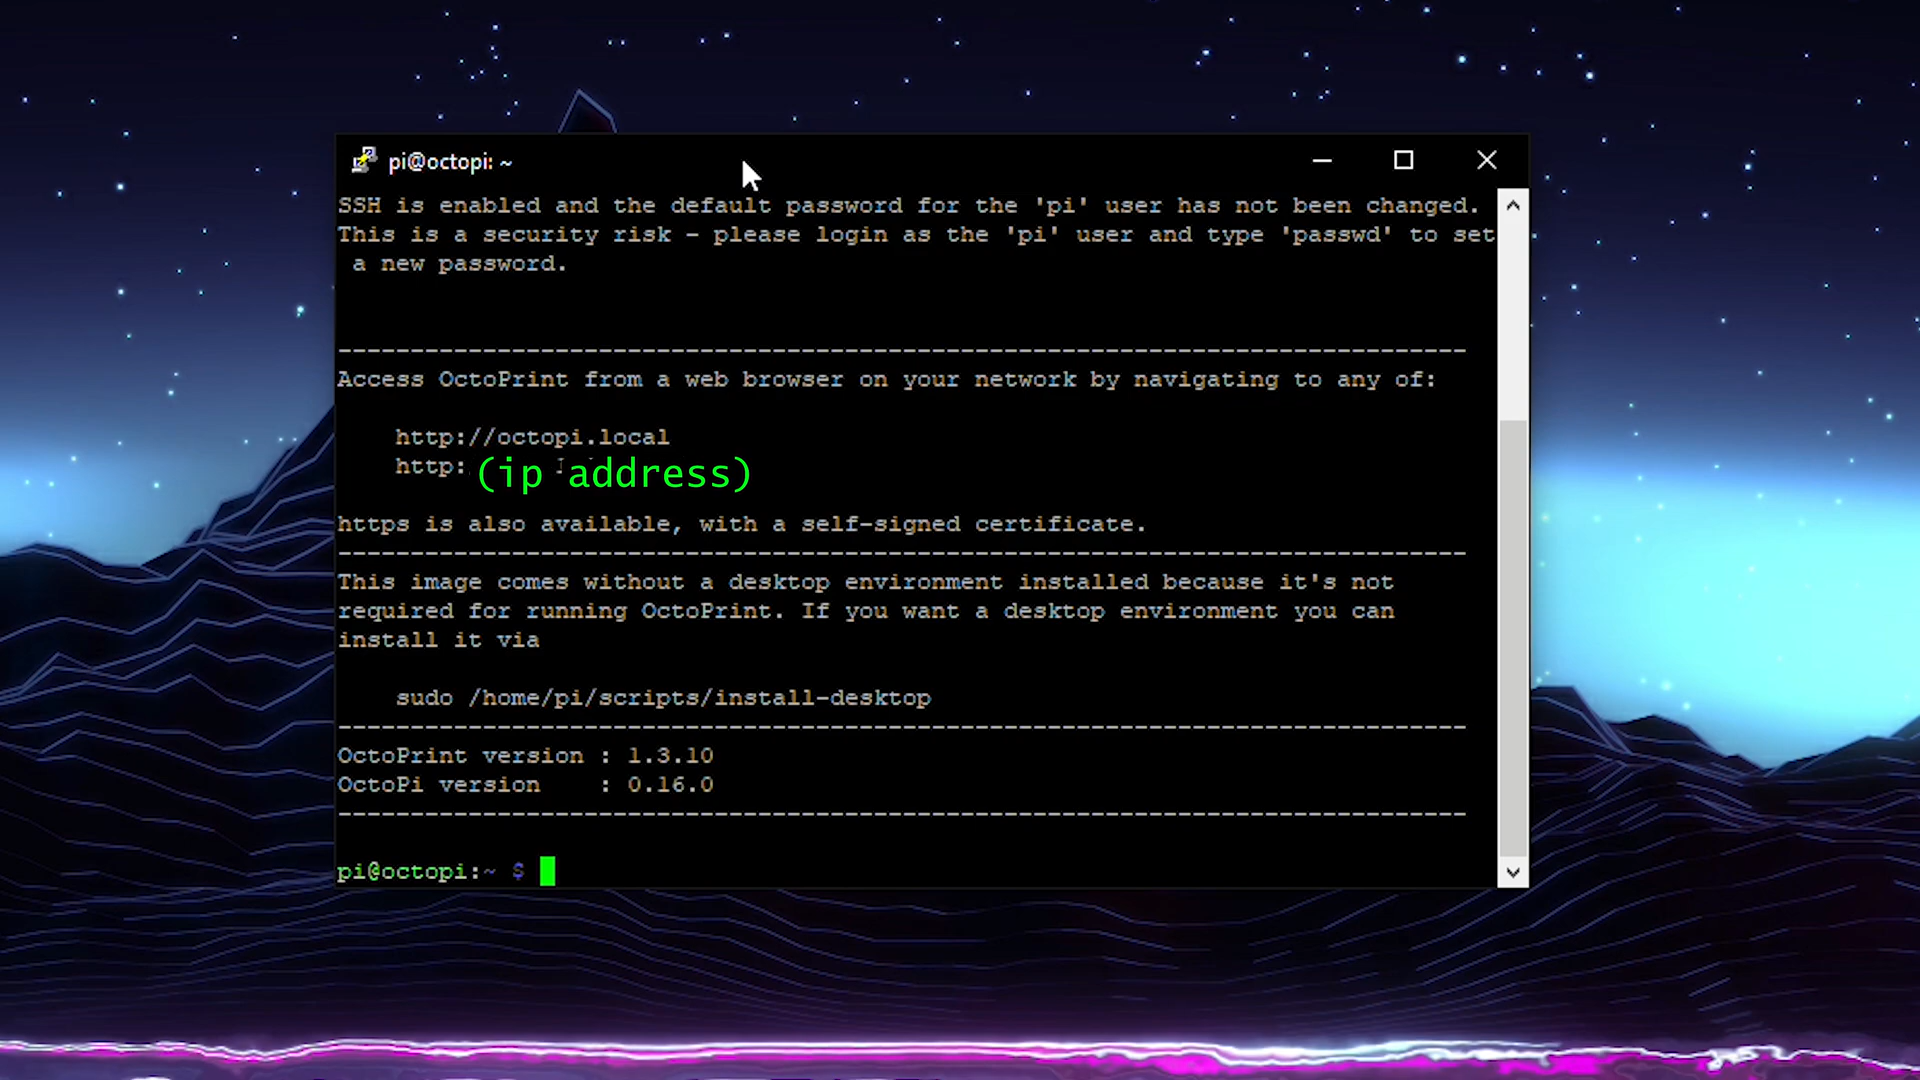 pi@octopi: ~
SSH is enabled and the default password for the 'pi' user has not been changed.
This is a security risk - please login as the 'pi' user and type 'passwd' to set
a new password.
--------------------------------------------------------------------------------
Access OctoPrint from a web browser on your network by navigating to any of:
http://octopi.local
http: (ip address)
https is also available, with a self-signed certificate.
--------------------------------------------------------------------------------
This image comes without a desktop environment installed because it's not
required for running OctoPrint. If you want a desktop environment you can
install it via
sudo /home/pi/scripts/install-desktop
--------------------------------------------------------------------------------
OctoPrint version : 1.3.10
OctoPi version    : 0.16.0
--------------------------------------------------------------------------------
pi@octopi:~ $